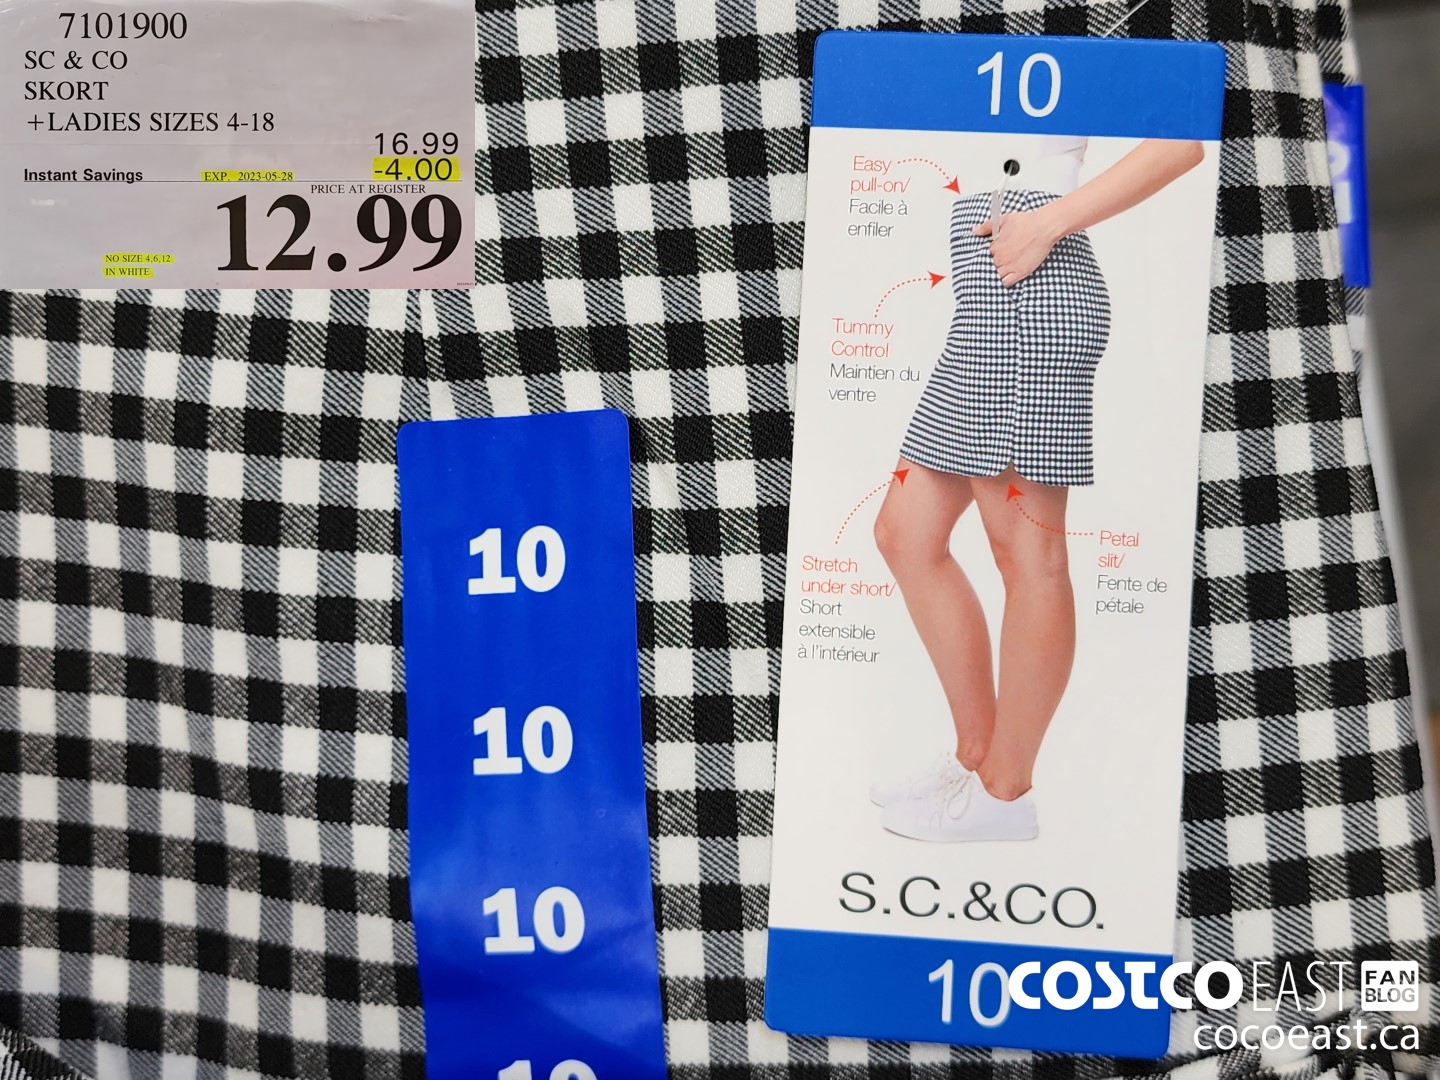 7101900
SC & CO
SKORT
+LADIES SIZES 4-18
16.99
Instant Savings EXP. 2023-05-28 -4.00
PRICE AT REGISTER
12.99
NO SIZE 4,6,12
IN WHITE
10
Easy
pull-on/
Facile à
enfiler
Tummy
Control
Maintien du
ventre
Stretch
under short/
Short
extensible
à l'intérieur
Petal
slit/
Fente de
pétale
S.C.&CO.
10
10
10
10
10
COSTCO EAST FAN
BLOG
cocoeast.ca